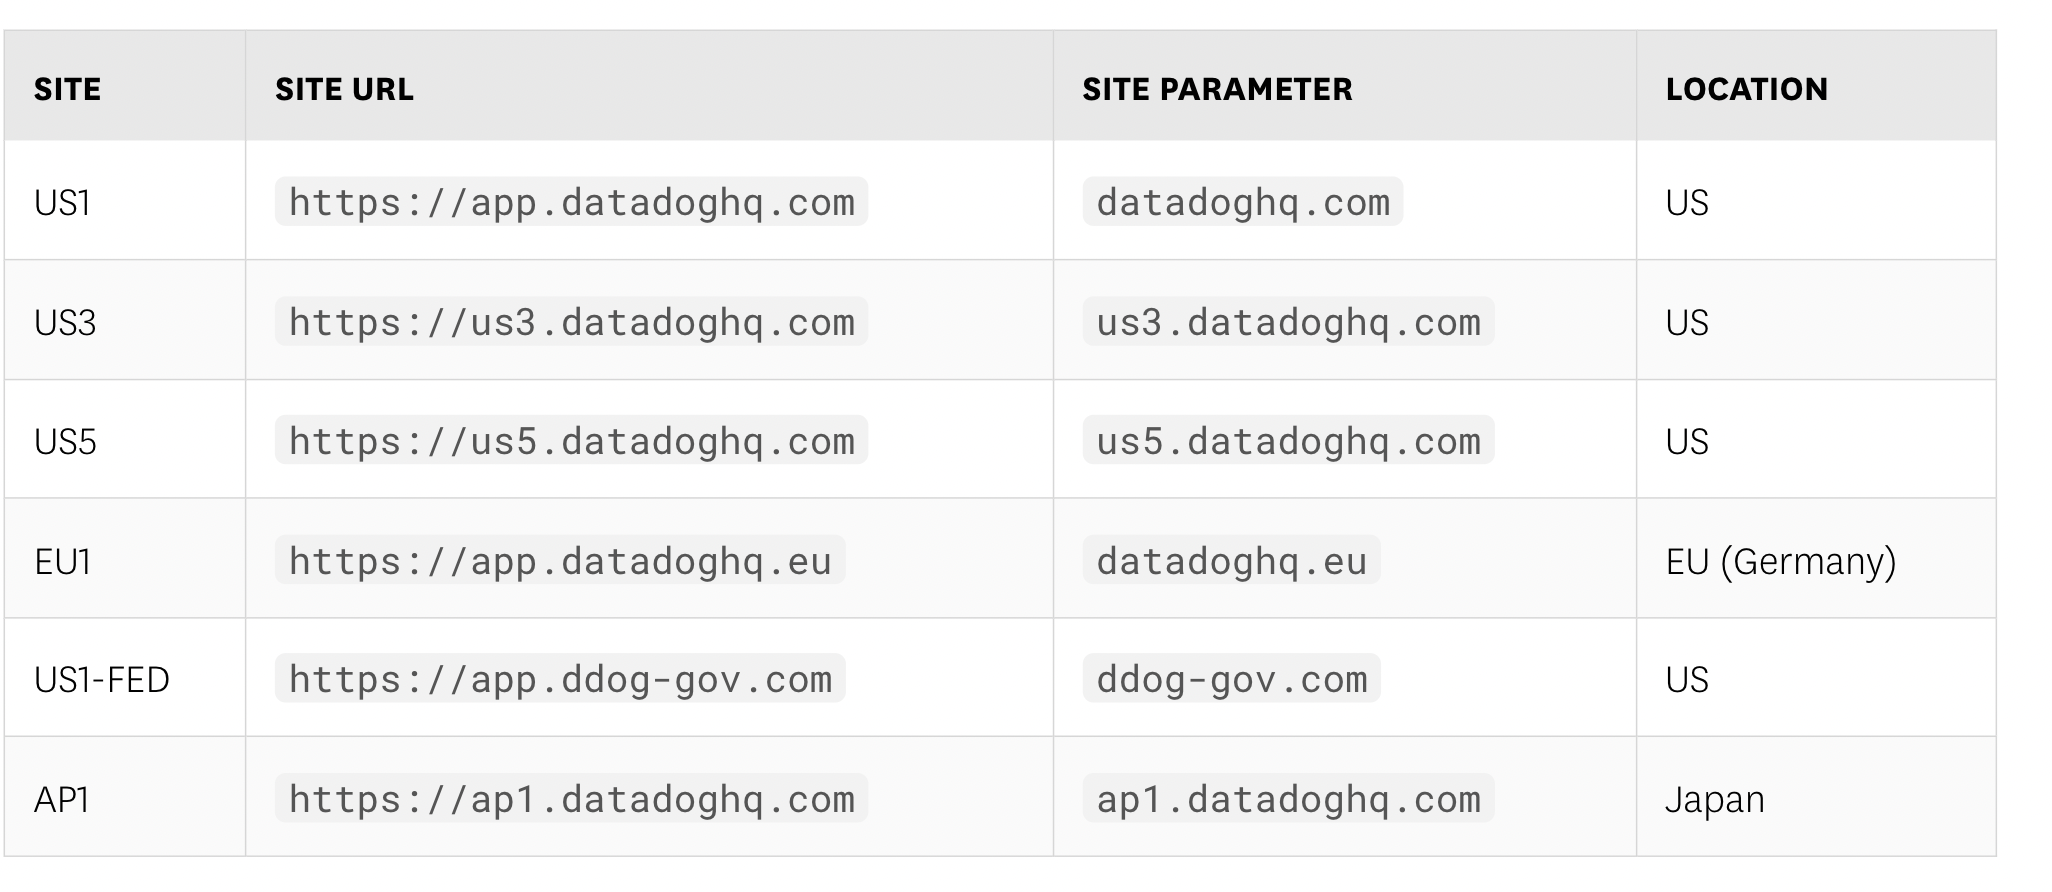 SITE SITE URL SITE PARAMETER LOCATION
US1 https://app.datadoghq.com datadoghq.com US
US3 https://us3.datadoghq.com us3.datadoghq.com US
US5 https://us5.datadoghq.com us5.datadoghq.com US
EU1 https://app.datadoghq.eu datadoghq.eu EU (Germany)
US1-FED https://app.ddog-gov.com ddog-gov.com US
AP1 https://ap1.datadoghq.com ap1.datadoghq.com Japan